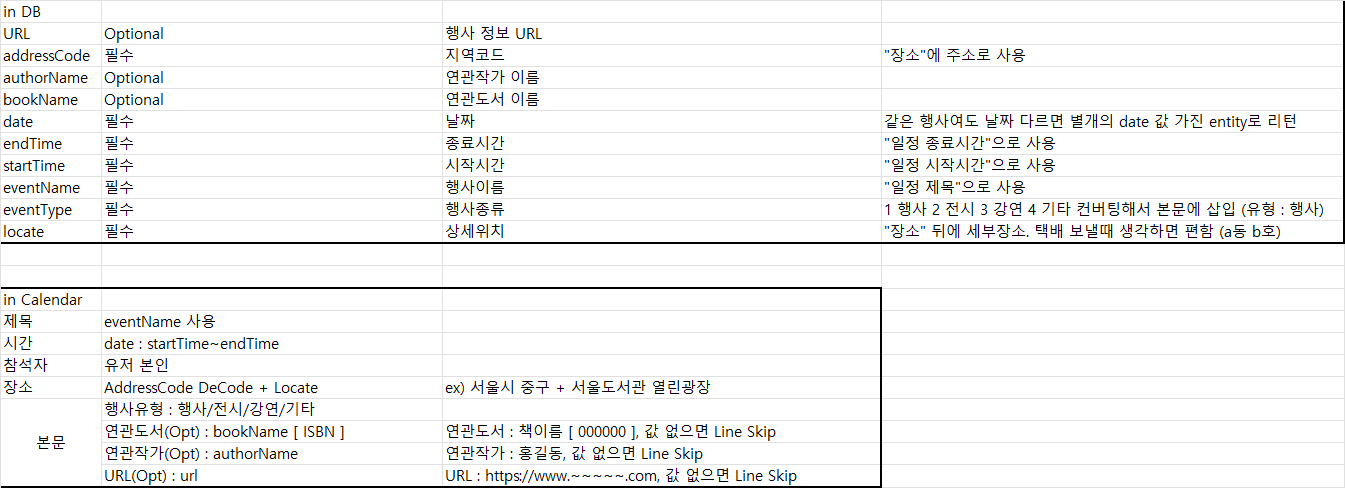 in DB
URL Optional 행사 정보 URL
addressCode 필수 지역코드 "장소"에 주소로 사용
authorName Optional 연관작가 이름
bookName Optional 연관도서 이름
date 필수 날짜 같은 행사여도 날짜 다르면 별개의 date 값 가진 entity로 리턴
endTime 필수 종료시간 "일정 종료시간"으로 사용
startTime 필수 시작시간 "일정 시작시간"으로 사용
eventName 필수 행사이름 "일정 제목"으로 사용
eventType 필수 행사종류 1 행사 2 전시 3 강연 4 기타 컨버팅해서 본문에 삽입 (유형 : 행사)
locate 필수 상세위치 "장소" 뒤에 세부장소. 택배 보낼때 생각하면 편함 (a동 b호)
in Calendar
제목 eventName 사용
시간 date : startTime~endTime
참석자 유저 본인
장소 AddressCode DeCode + Locate ex) 서울시 중구 + 서울도서관 열린광장
본문 행사유형 : 행사/전시/강연/기타
연관도서(Opt) : bookName [ ISBN ] 연관도서 : 책이름 [ 000000 ], 값 없으면 Line Skip
연관작가(Opt) : authorName 연관작가 : 홍길동, 값 없으면 Line Skip
URL(Opt) : url URL : https://www.~~~~~.com, 값 없으면 Line Skip